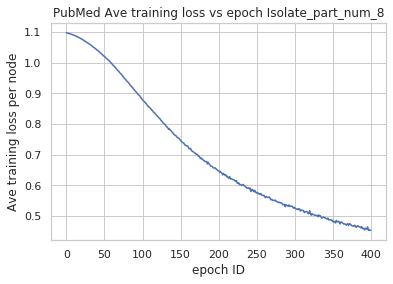 PubMed Ave training loss vs epoch Isolate_part_num_8
Ave training loss per node
1.1
1.0
0.9
0.8
0.7
0.6
0.5
0 50 100 150 200 250 300 350 400
epoch ID